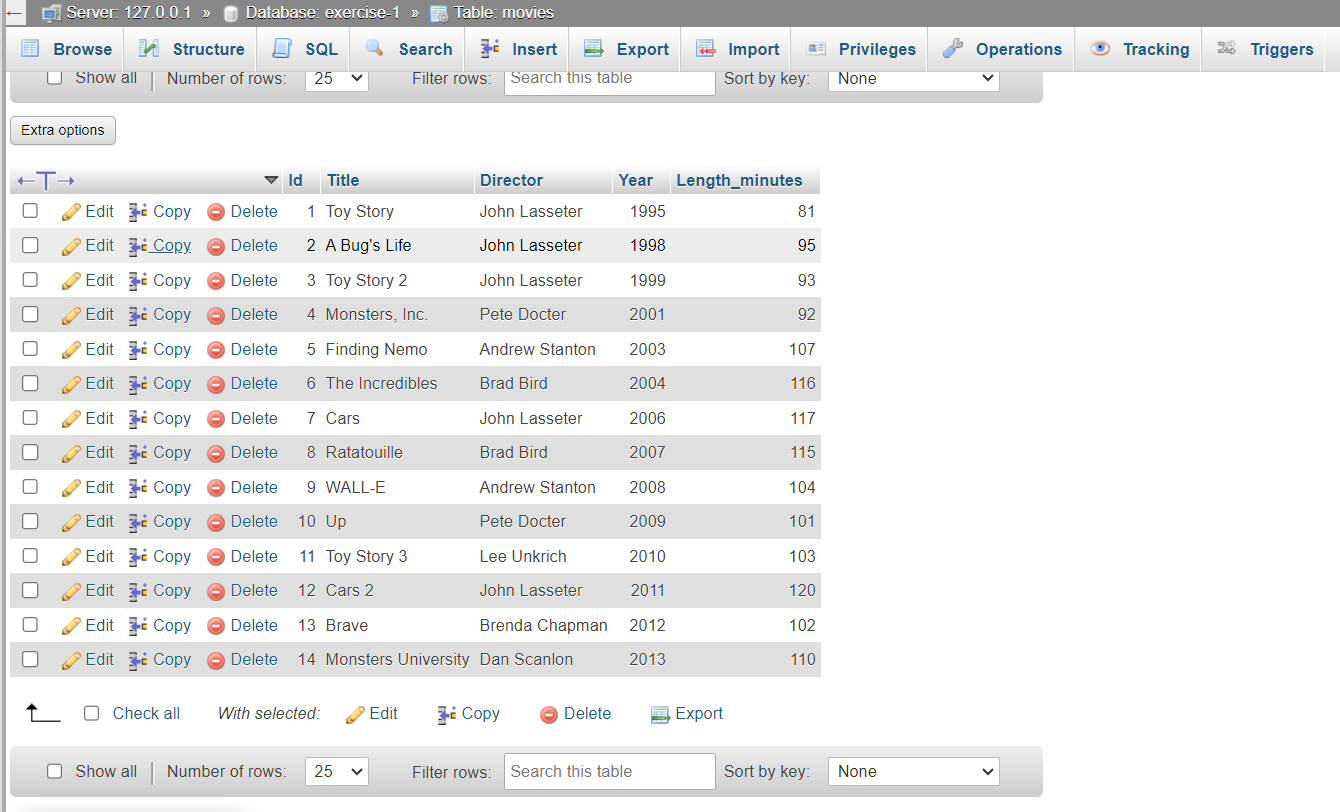 Server: 127.0.0.1 » Database: exercise-1 » Table: movies
Browse Structure SQL Search Insert Export Import Privileges Operations Tracking Triggers
Show all Number of rows: 25 Filter rows: Search this table Sort by key: None
Extra options
Id Title Director Year Length_minutes
Edit Copy Delete 1 Toy Story John Lasseter 1995 81
Edit Copy Delete 2 A Bug's Life John Lasseter 1998 95
Edit Copy Delete 3 Toy Story 2 John Lasseter 1999 93
Edit Copy Delete 4 Monsters, Inc. Pete Docter 2001 92
Edit Copy Delete 5 Finding Nemo Andrew Stanton 2003 107
Edit Copy Delete 6 The Incredibles Brad Bird 2004 116
Edit Copy Delete 7 Cars John Lasseter 2006 117
Edit Copy Delete 8 Ratatouille Brad Bird 2007 115
Edit Copy Delete 9 WALL-E Andrew Stanton 2008 104
Edit Copy Delete 10 Up Pete Docter 2009 101
Edit Copy Delete 11 Toy Story 3 Lee Unkrich 2010 103
Edit Copy Delete 12 Cars 2 John Lasseter 2011 120
Edit Copy Delete 13 Brave Brenda Chapman 2012 102
Edit Copy Delete 14 Monsters University Dan Scanlon 2013 110
Check all With selected: Edit Copy Delete Export
Show all Number of rows: 25 Filter rows: Search this table Sort by key: None